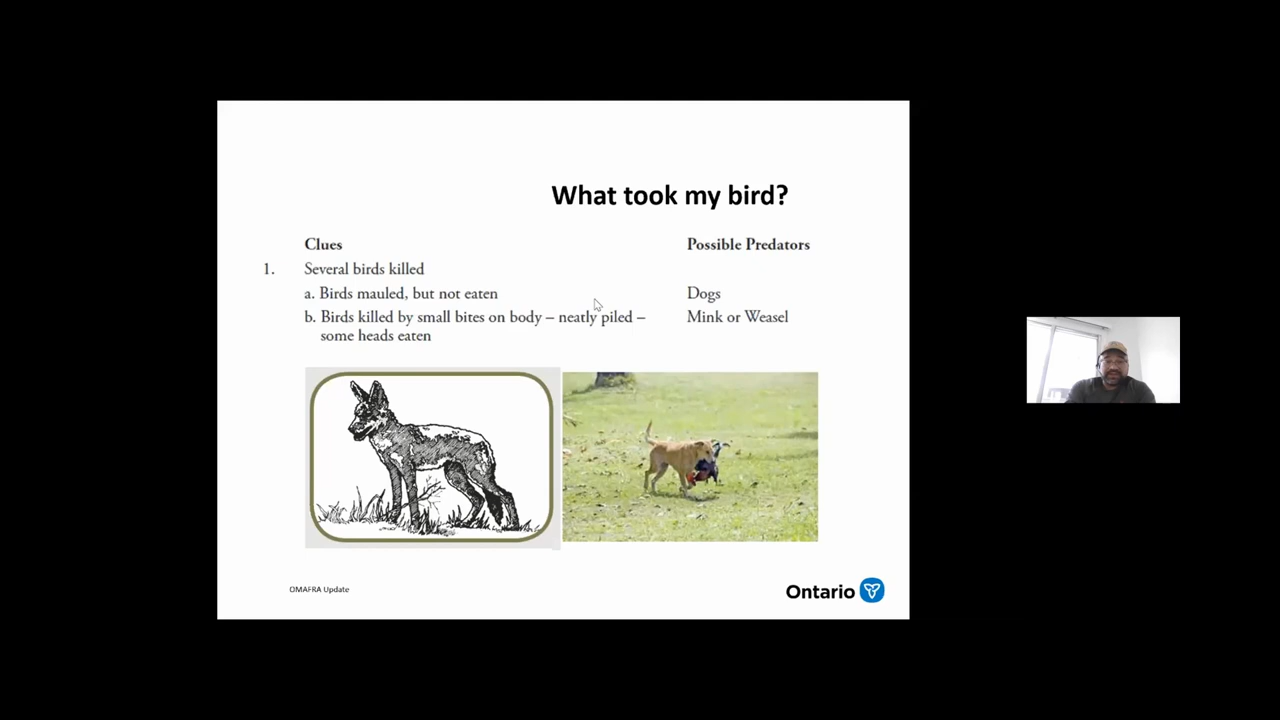 What took my bird?
Clues Possible Predators
1. Several birds killed
a. Birds mauled, but not eaten Dogs
b. Birds killed by small bites on body – neatly piled – Mink or Weasel
some heads eaten
OMAFRA Update
Ontario